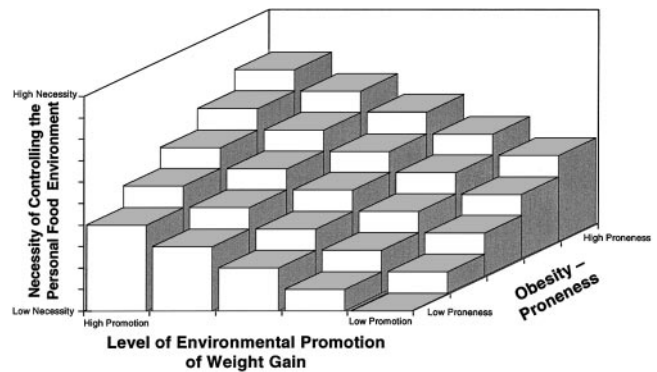 High Necessity
Necessity of Controlling the
Personal Food Environment
Low Necessity
High Promotion
Low Promotion
Low Proneness
High Proneness
Level of Environmental Promotion
of Weight Gain
Obesity –
Proneness